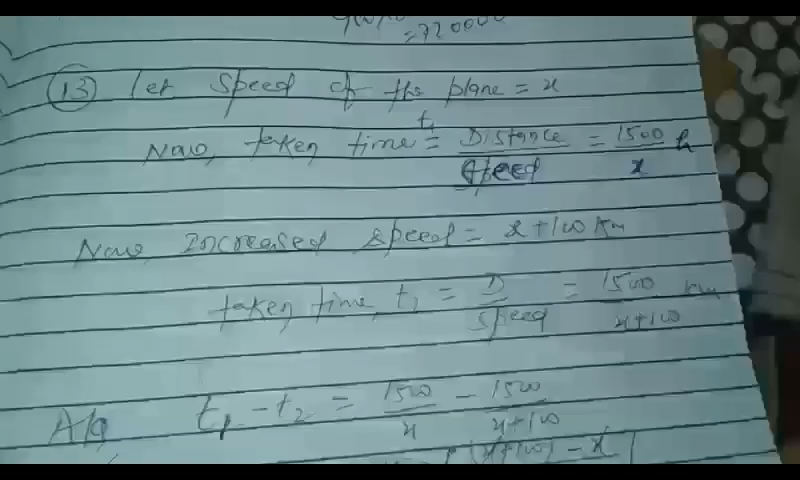 = 720000
(13) Let speed of the plane = x
Now, taken time t₁ = Distance/Speed = 1500/x h
Now Increased speed = x+100 Km
taken time, t₁ = D/Speed = 1500/x+100 Km
A/q t₁ - t₂ = 1500/x - 1500/x+100
(x+100) - x